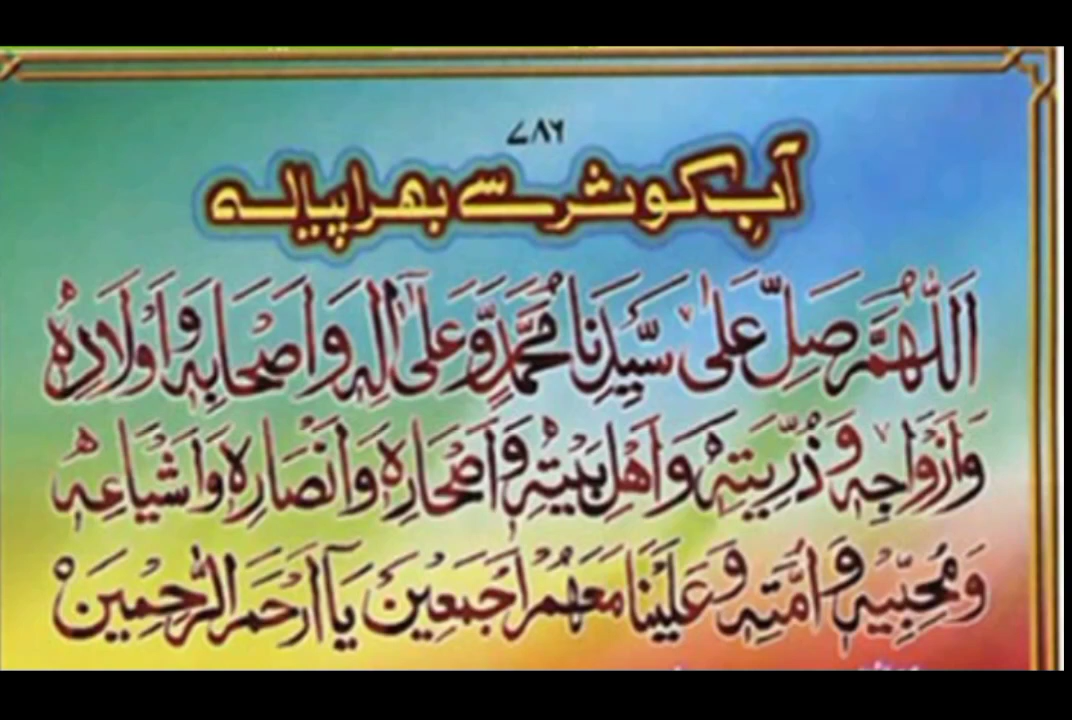 ۷۸۶
آبِ کوثر سے بھرا پیالہ
اَللّٰهُمَّ صَلِّ عَلٰی سَیِّدِنَا مُحَمَّدٍ وَّعَلٰۤی اٰلِهٖ وَاَصْحَابِهٖ وَاَوْلَادِهٖ
وَاَزْوَاجِهٖ وَذُرِّیَّتِهٖ وَاَهْلِ بَیْتِهٖ وَاَصْحَارِهٖ وَاَنْصَارِهٖ وَاَشْیَاعِهٖ
وَمُحِبِّیْهِ وَاُمَّتِهٖ وَعَلَیْنَا مَعَهُمْ اَجْمَعِیْنَ یَاۤ اَرْحَمَ الرّٰحِمِیْنَ